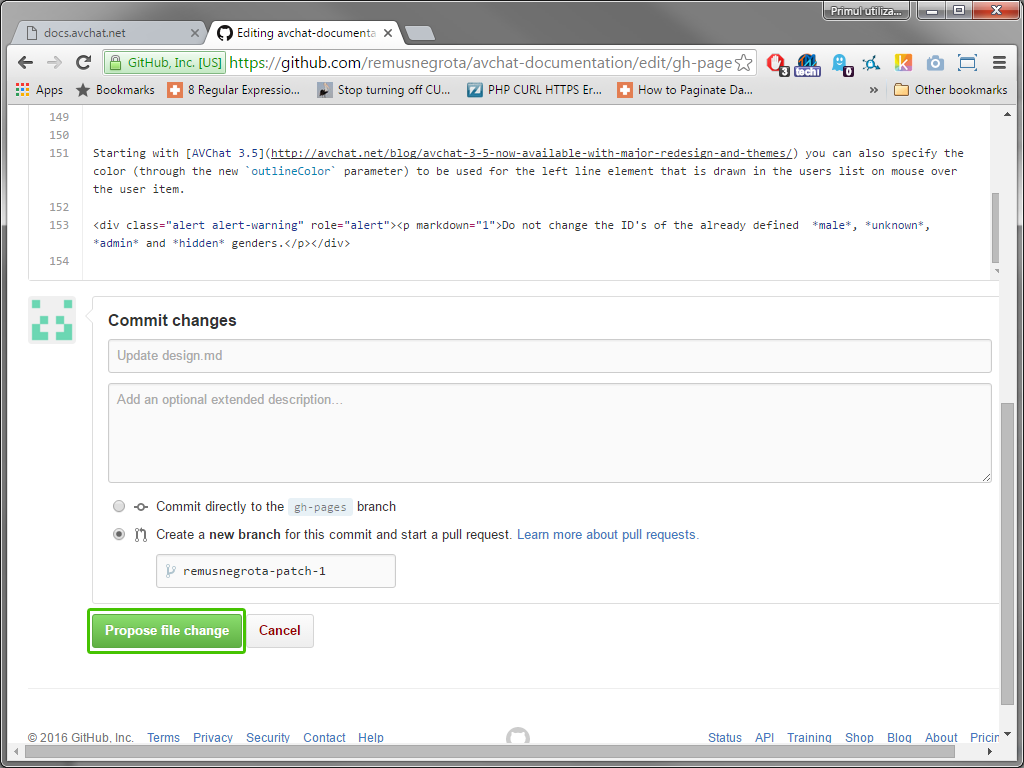 Primul utiliza...
docs.avchat.net
Editing avchat-documenta
GitHub, Inc. [US]
https://github.com/remusnegrota/avchat-documentation/edit/gh-page
3
tech!
0
Apps
Bookmarks
8 Regular Expressio...
Stop turning off CU...
PHP CURL HTTPS Er...
How to Paginate Da...
»
Other bookmarks
149
150
151 Starting with [AVChat 3.5](http://avchat.net/blog/avchat-3-5-now-available-with-major-redesign-and-themes/) you can also specify the
color (through the new `outlineColor` parameter) to be used for the left line element that is drawn in the users list on mouse over
the user item.
152
153 <div class="alert alert-warning" role="alert"><p markdown="1">Do not change the ID's of the already defined  *male*, *unknown*,
*admin* and *hidden* genders.</p></div>
154
Commit changes
Update design.md
Add an optional extended description...
Commit directly to the gh-pages branch
Create a new branch for this commit and start a pull request. Learn more about pull requests.
remusnegrota-patch-1
Propose file change
Cancel
© 2016 GitHub, Inc. Terms Privacy Security Contact Help Status API Training Shop Blog About Pricin